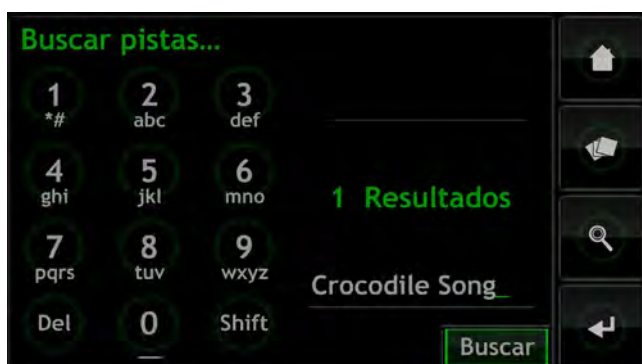 Buscar pistas...
1 2 3
*# abc def
4 5 6
ghi jkl mno
1 Resultados
7 8 9
pqrs tuv wxyz
Crocodile Song_
Del 0 Shift
Buscar